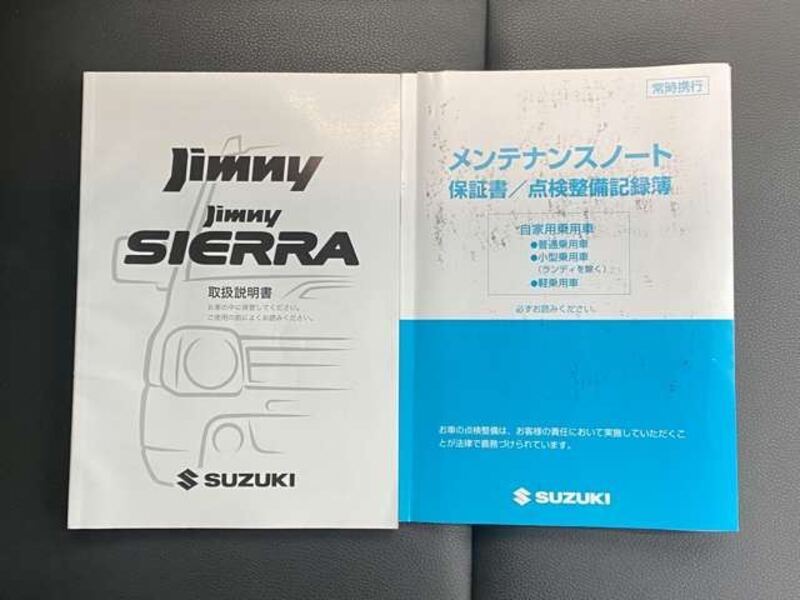 Jimny
Jimny
SIERRA
取扱説明書
お車の中に保管してください。
ご使用の前によくお読みください。
SUZUKI
常時携行
メンテナンスノート
保証書／点検整備記録簿
自家用乗用車
●普通乗用車
●小型乗用車
（ランディを除く）
●軽乗用車
必ずお読みください。
お車の点検整備は、お客様の責任において実施していただくこ
とが法律で義務づけられています。
SUZUKI